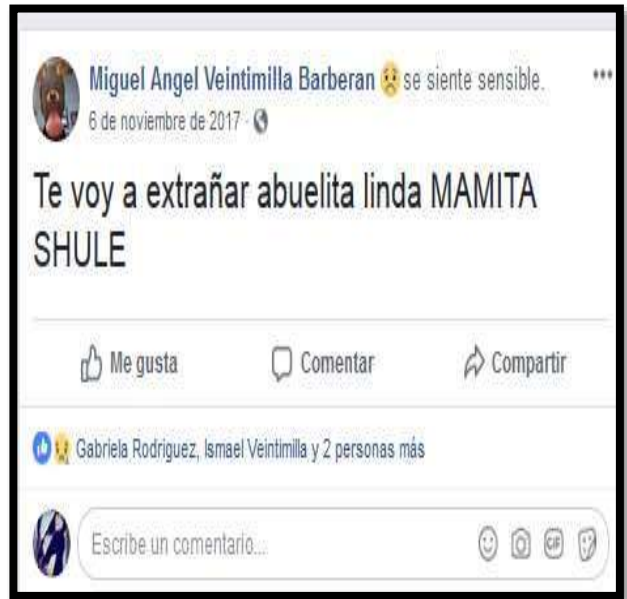 Miguel Angel Veintimilla Barberan se siente sensible.
6 de noviembre de 2017 ·
Te voy a extrañar abuelita linda MAMITA
SHULE
Me gusta Comentar Compartir
Gabriela Rodriguez, Ismael Veintimilla y 2 personas más
Escribe un comentario... GIF